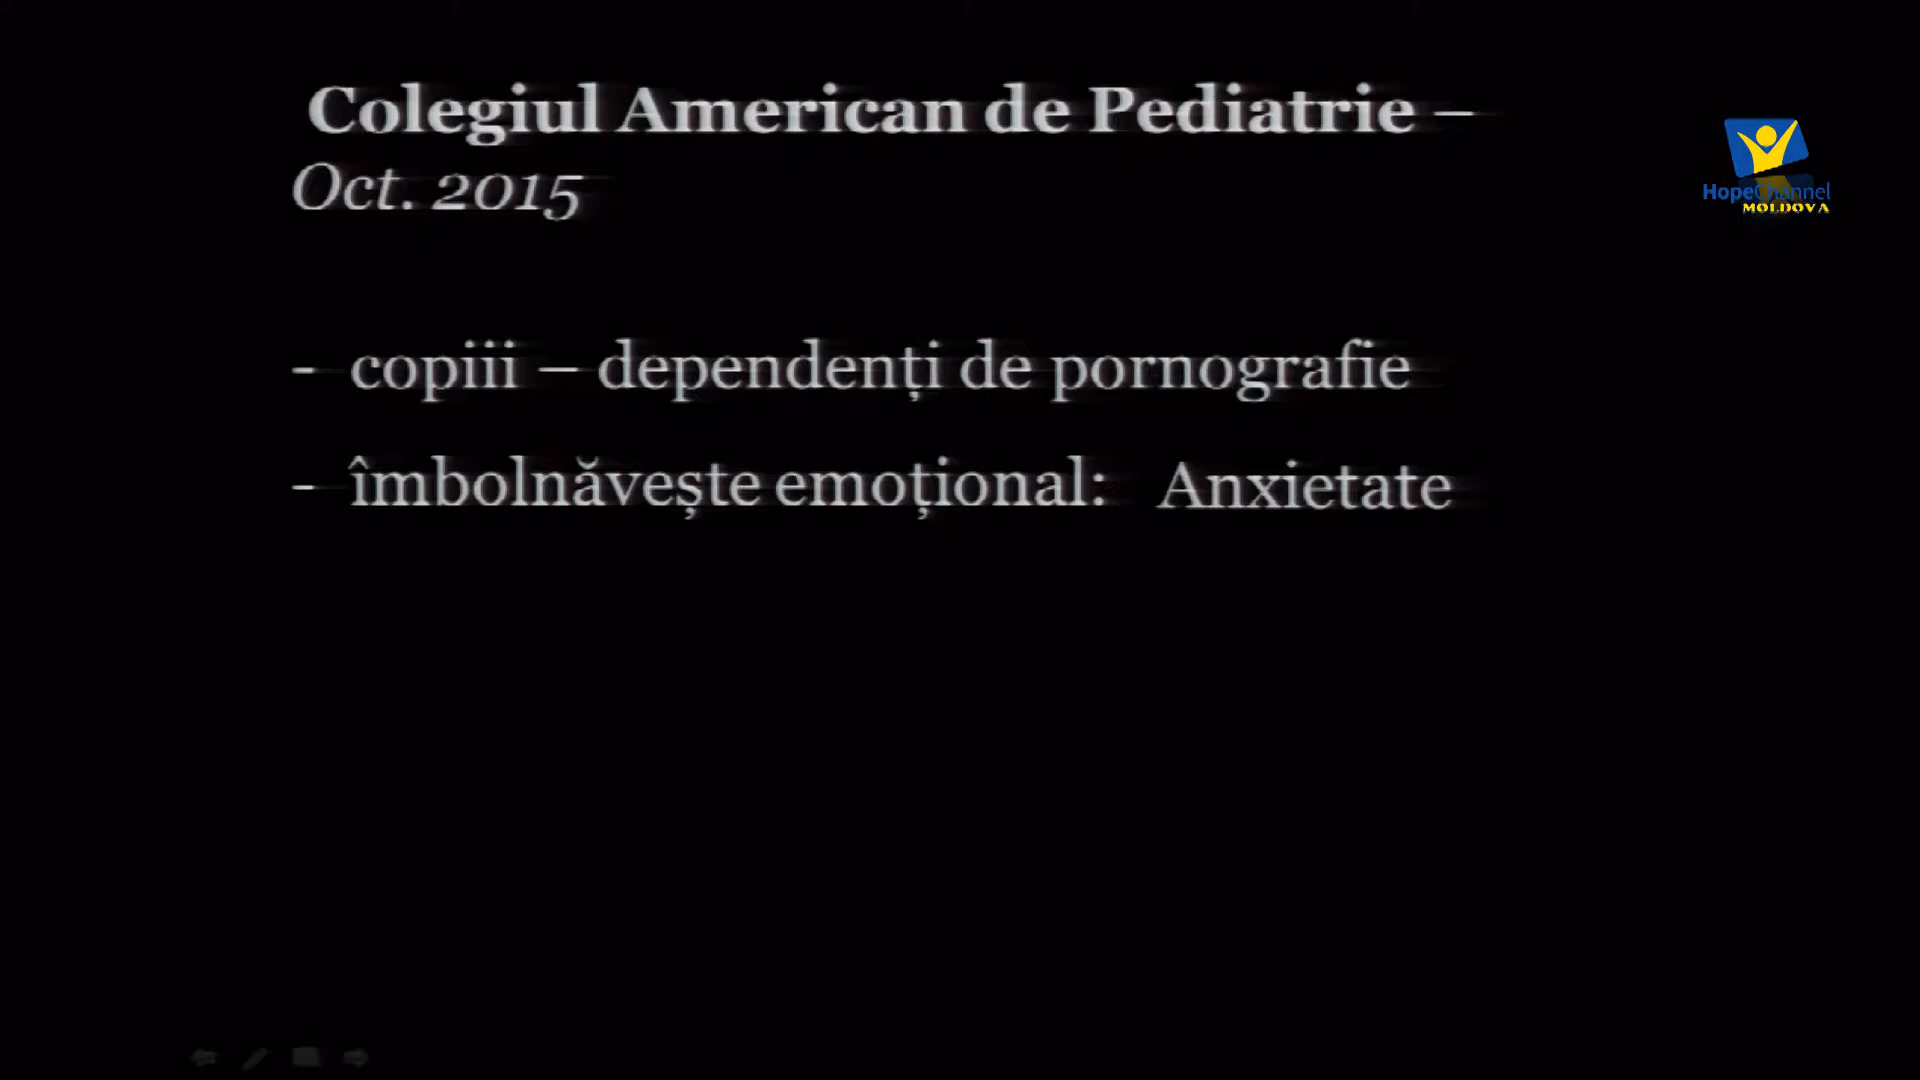 Colegiul American de Pediatrie –
Oct. 2015
HopeChannel
MOLDOVA
- copiii – dependenți de pornografie
- îmbolnăvește emoțional: Anxietate